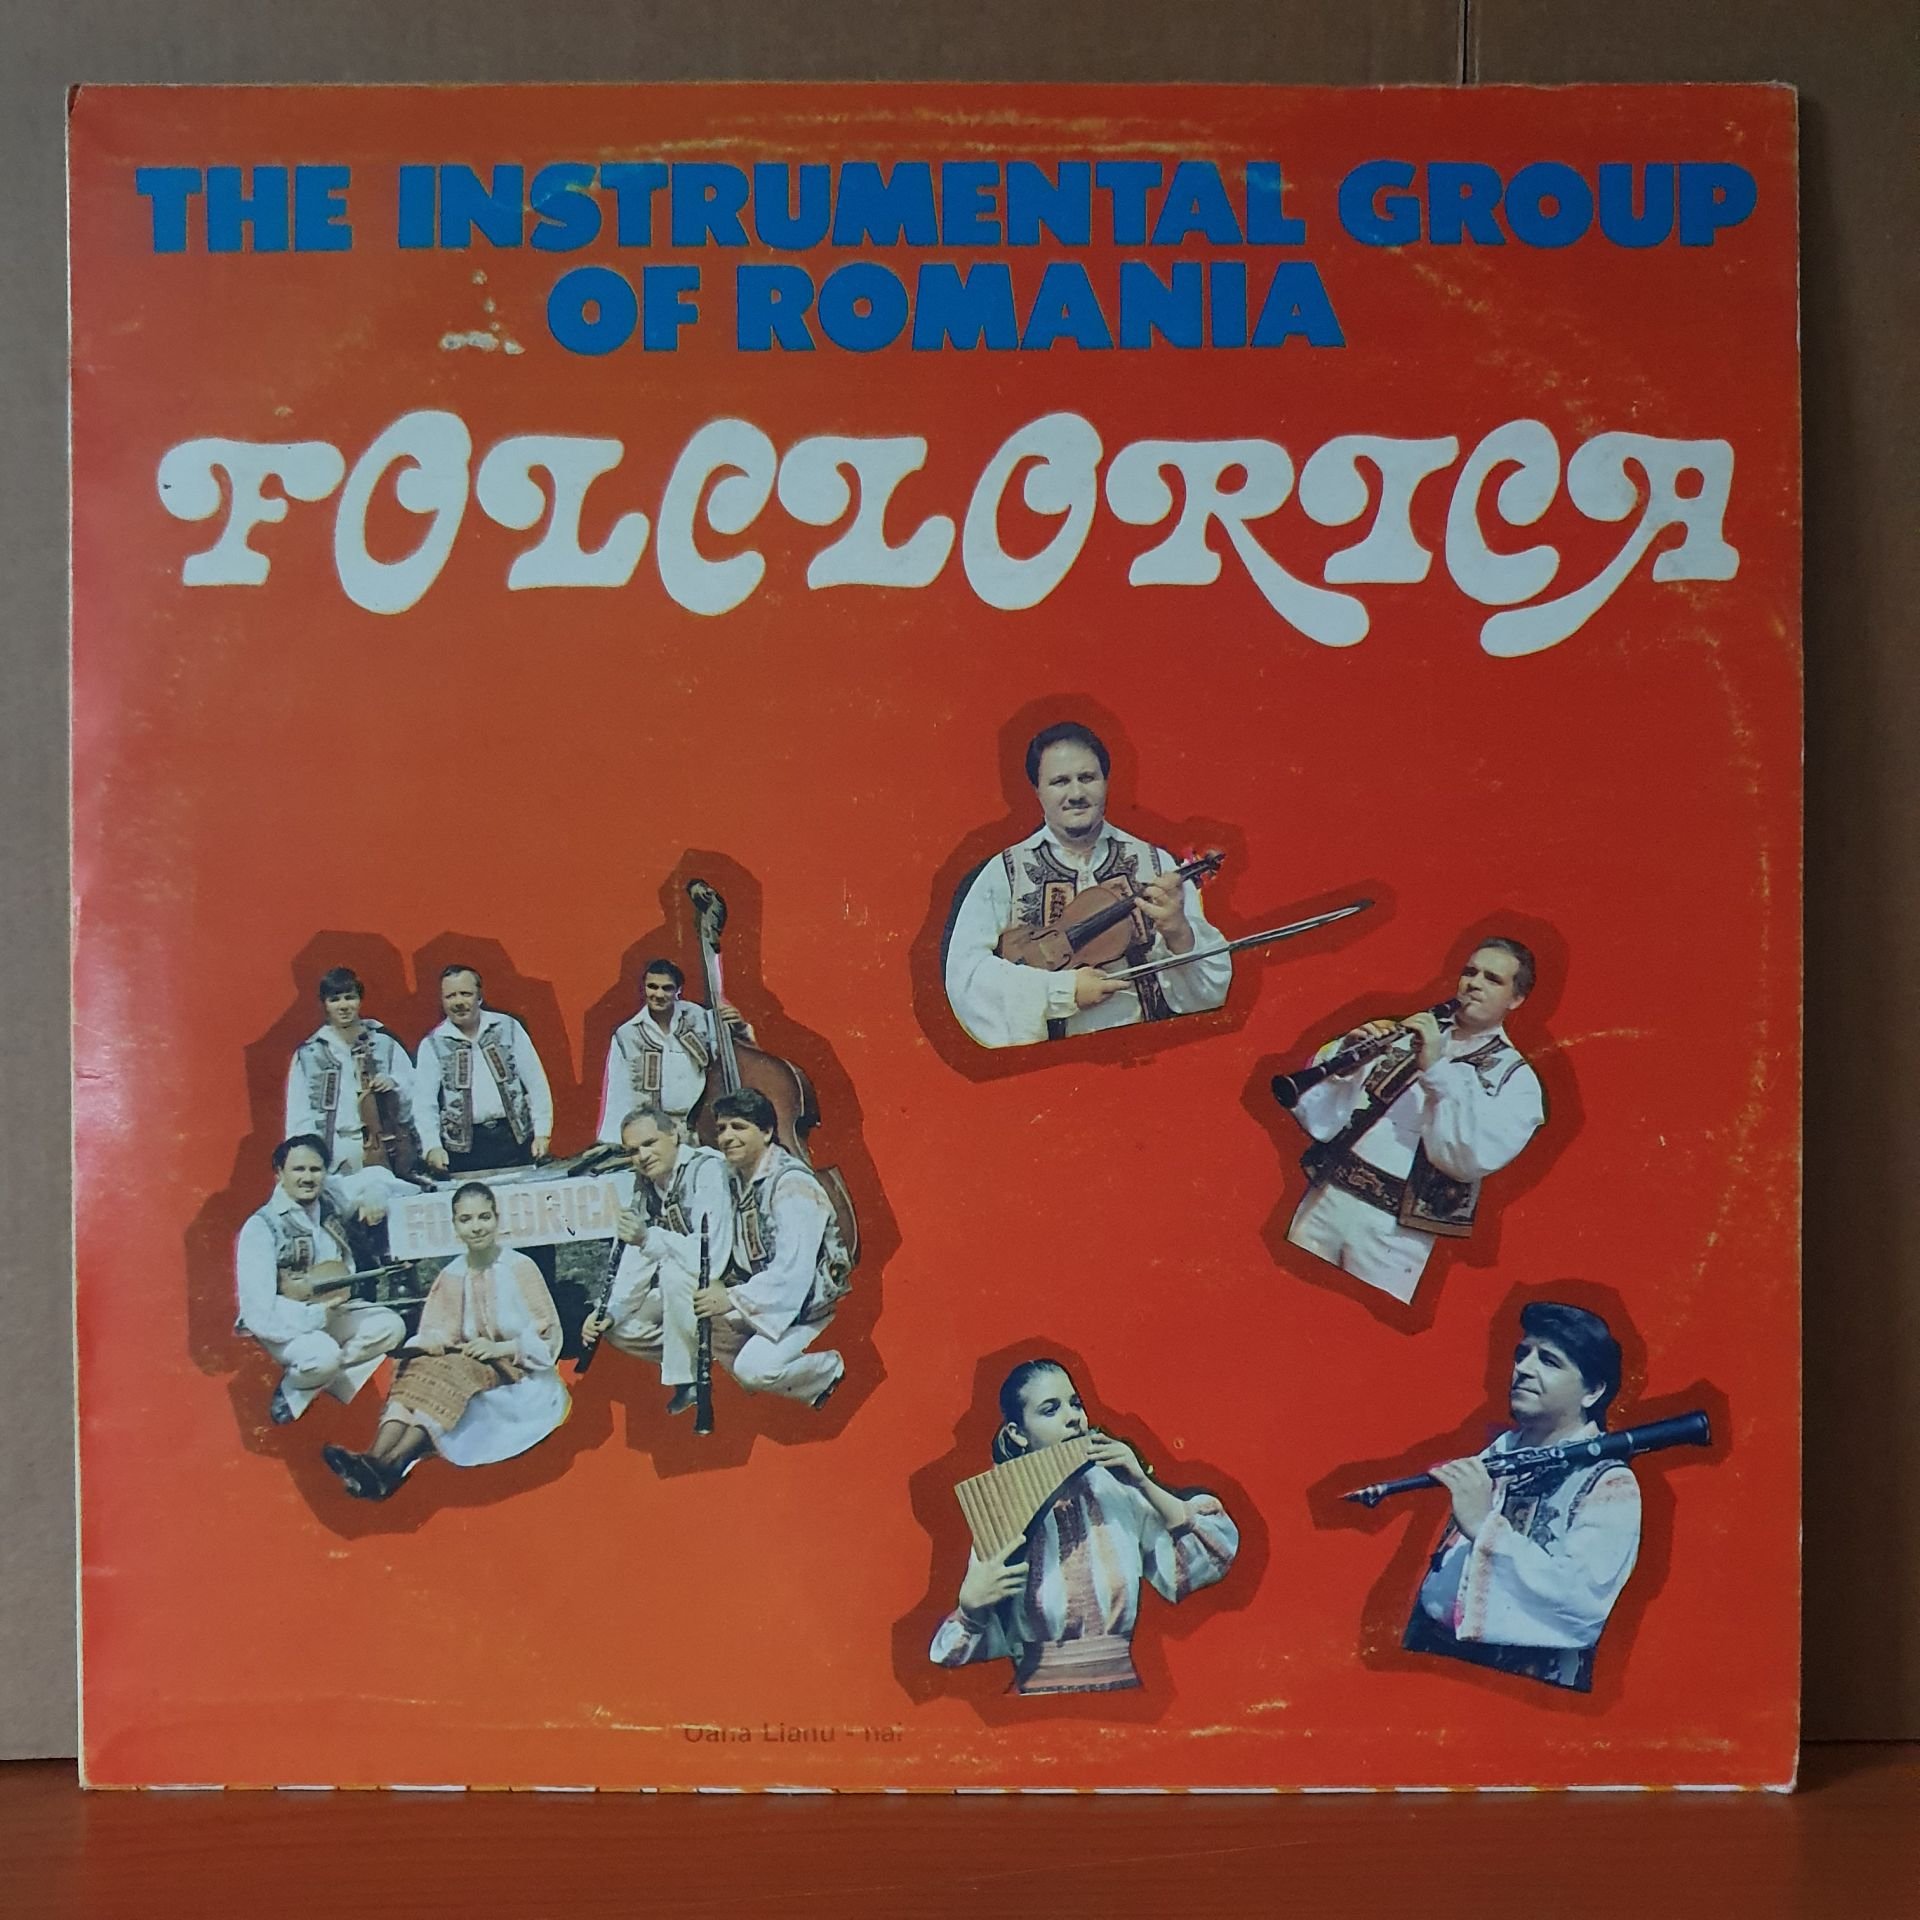 THE INSTRUMENTAL GROUP
OF ROMANIA
FOLCLORICA
FOLCLORICA
Oana Lianu - nai